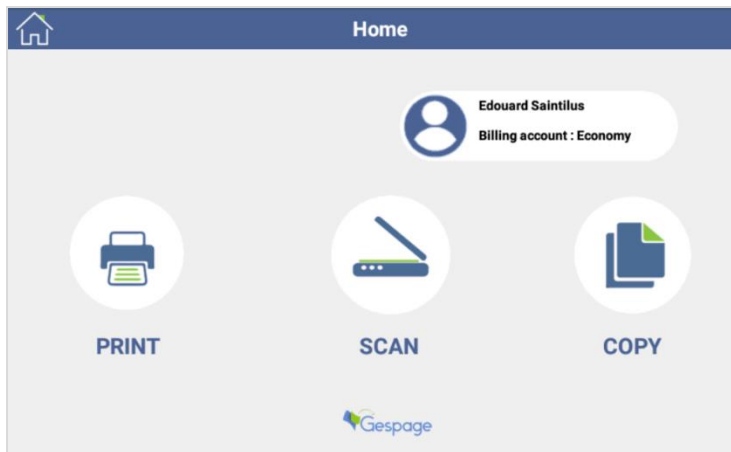 Home
Edouard Saintilus
Billing account : Economy
PRINT
SCAN
COPY
Gespage